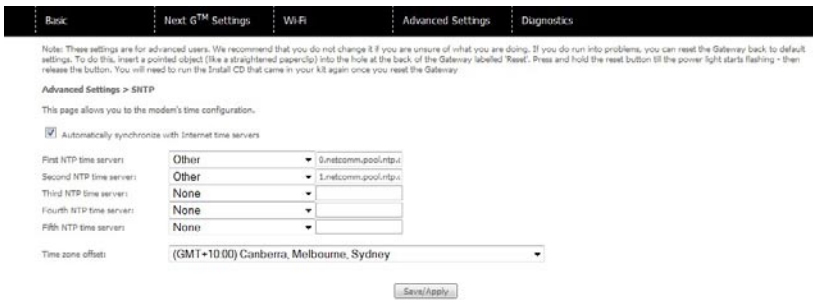 Basic
Next G™ Settings
Wi-Fi
Advanced Settings
Diagnostics
Note: These settings are for advanced users. We recommend that you do not change it if you are unsure of what you are doing. If you do run into problems, you can reset the Gateway back to default
settings. To do this, insert a pointed object (like a straightened paperclip) into the hole at the back of the Gateway labelled 'Reset'. Press and hold the reset button till the power light starts flashing - then
release the button. You will need to run the Install CD that came in your kit again once you reset the Gateway
Advanced Settings > SNTP
This page allows you to the modem's time configuration.
Automatically synchronize with Internet time servers
First NTP time server: Other 0.netcomm.pool.ntp.o
Second NTP time server: Other 1.netcomm.pool.ntp.o
Third NTP time server: None
Fourth NTP time server: None
Fifth NTP time server: None
Time zone offset: (GMT+10:00) Canberra, Melbourne, Sydney
Save/Apply